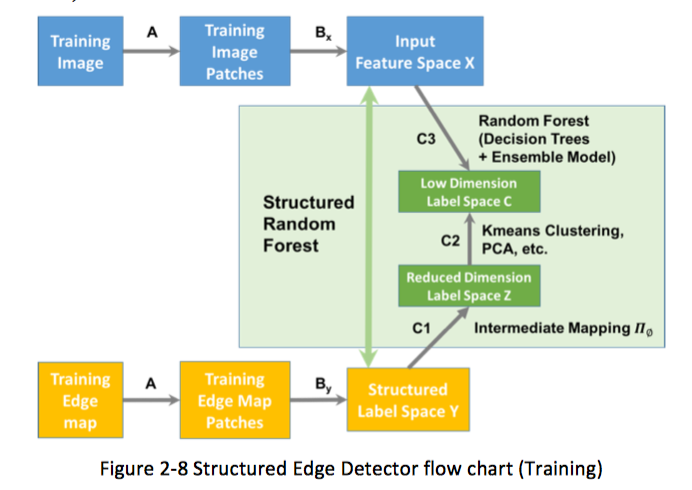 Training
Image
A
Training
Image
Patches
Bx
Input
Feature Space X
C3
Random Forest
(Decision Trees
+ Ensemble Model)
Low Dimension
Label Space C
Structured
Random
Forest
C2
Kmeans Clustering,
PCA, etc.
Reduced Dimension
Label Space Z
C1
Intermediate Mapping Π∅
Training
Edge
map
A
Training
Edge Map
Patches
By
Structured
Label Space Y
Figure 2-8 Structured Edge Detector flow chart (Training)